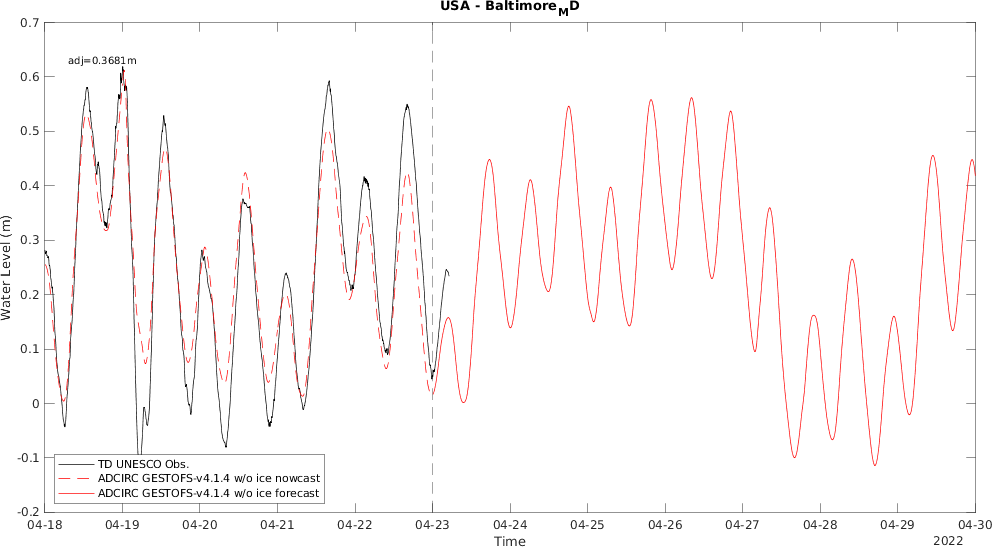 USA - Baltimore_MD
adj=0.3681m
0.7
0.6
0.5
0.4
0.3
0.2
0.1
0
-0.1
-0.2
Water Level (m)
TD UNESCO Obs.
ADCIRC GESTOFS-v4.1.4 w/o ice nowcast
ADCIRC GESTOFS-v4.1.4 w/o ice forecast
04-18 04-19 04-20 04-21 04-22 04-23 04-24 04-25 04-26 04-27 04-28 04-29 04-30
Time
2022